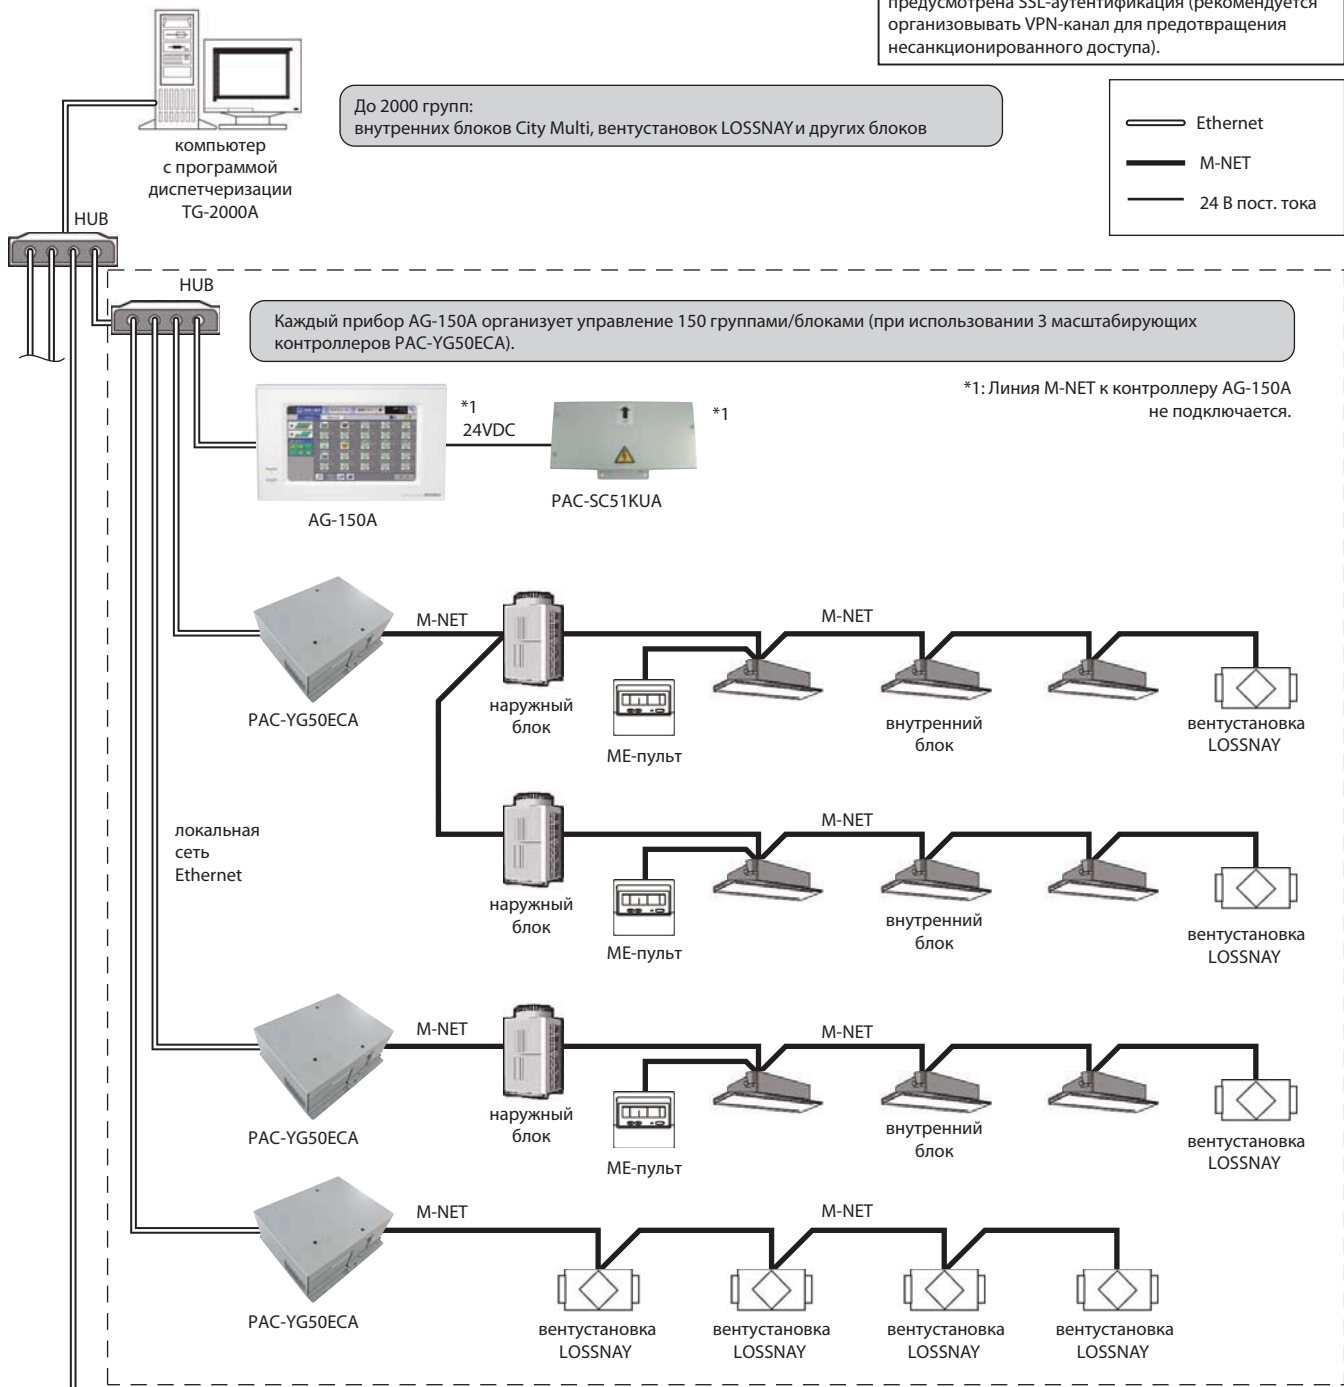 предусмотрена SSL-аутентификация (рекомендуется
организовывать VPN-канал для предотвращения
несанкционированного доступа).
До 2000 групп:
внутренних блоков City Multi, вентустановок LOSSNAY и других блоков
Ethernet
M-NET
24 В пост. тока
компьютер
с программой
диспетчеризации
TG-2000A
HUB
HUB
Каждый прибор AG-150A организует управление 150 группами/блоками (при использовании 3 масштабирующих
контроллеров PAC-YG50ECA).
*1: Линия M-NET к контроллеру AG-150A
не подключается.
*1
24VDC
*1
AG-150A
PAC-SC51KUA
M-NET
M-NET
PAC-YG50ECA
наружный
блок
ME-пульт
внутренний
блок
вентустановка
LOSSNAY
локальная
сеть
Ethernet
M-NET
наружный
блок
ME-пульт
внутренний
блок
вентустановка
LOSSNAY
M-NET
M-NET
PAC-YG50ECA
наружный
блок
ME-пульт
внутренний
блок
вентустановка
LOSSNAY
M-NET
M-NET
PAC-YG50ECA
вентустановка
LOSSNAY
вентустановка
LOSSNAY
вентустановка
LOSSNAY
вентустановка
LOSSNAY